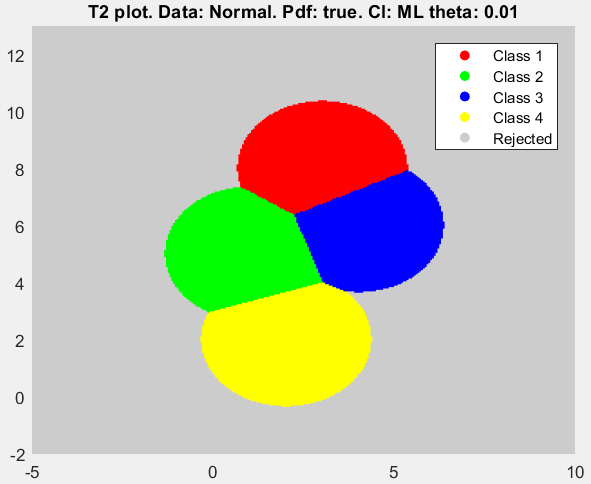 T2 plot. Data: Normal. Pdf: true. Cl: ML theta: 0.01
Class 1
Class 2
Class 3
Class 4
Rejected
12
10
8
6
4
2
0
-2
-5
0
5
10